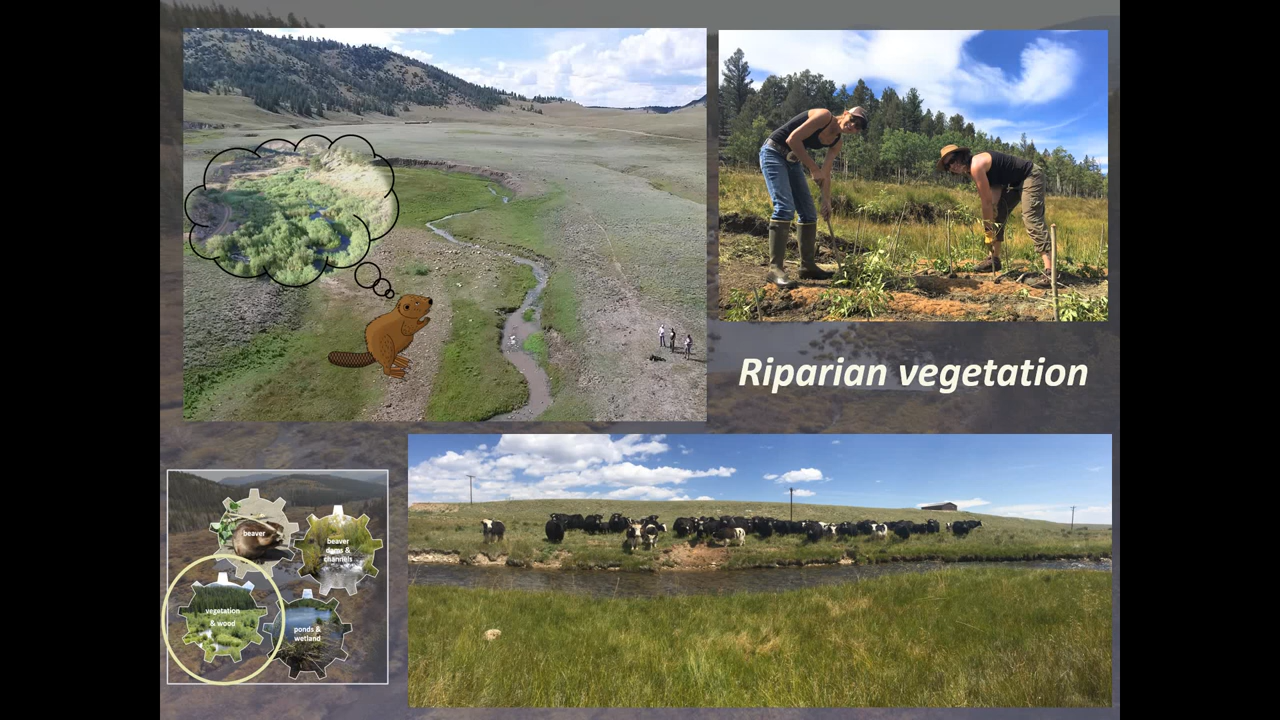 Riparian vegetation
beaver
beaver
dams &
channels
vegetation
& wood
ponds &
wetland